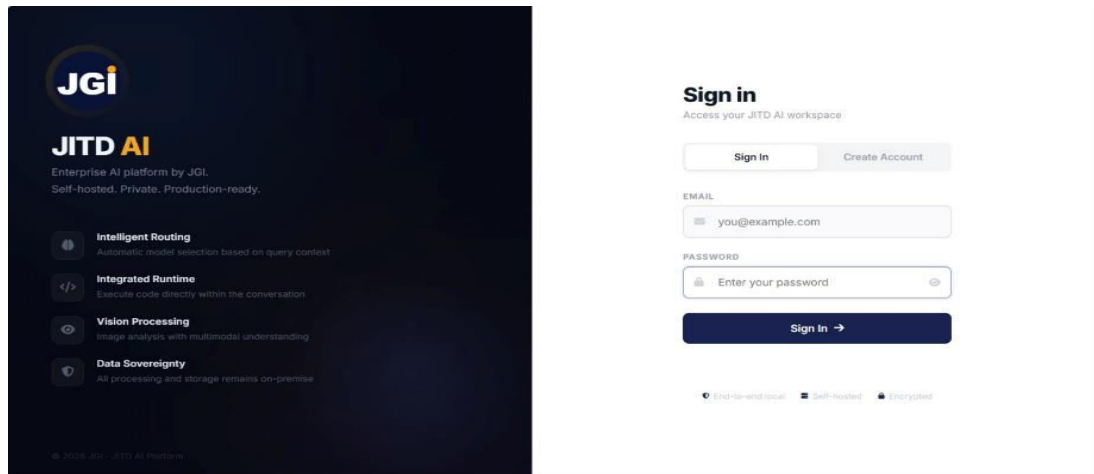 JGi
JITD AI
Enterprise AI platform by JGI.
Self-hosted. Private. Production-ready.
Intelligent Routing
Automatic model selection based on query context
Integrated Runtime
Execute code directly within the conversation
Vision Processing
Image analysis with multimodal understanding
Data Sovereignty
All processing and storage remains on-premise
© 2026 JGI · JITD AI Platform
Sign in
Access your JITD AI workspace
Sign In
Create Account
EMAIL
you@example.com
PASSWORD
Enter your password
Sign In →
End-to-end local
Self-hosted
Encrypted